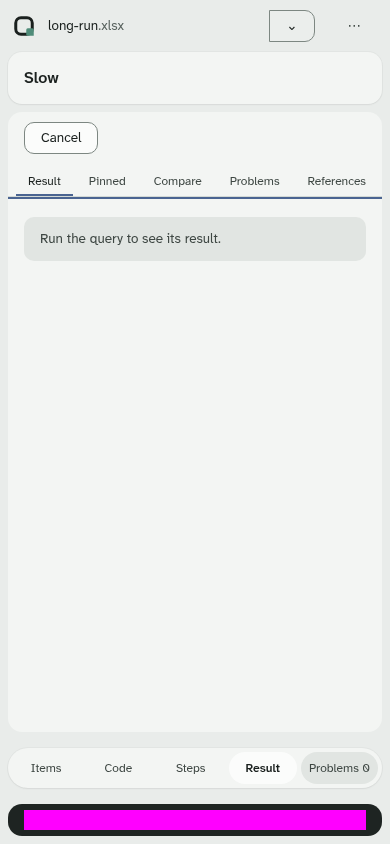 long-run.xlsx
Slow
Cancel
Result Pinned Compare Problems References
Run the query to see its result.
Items Code Steps Result Problems 0